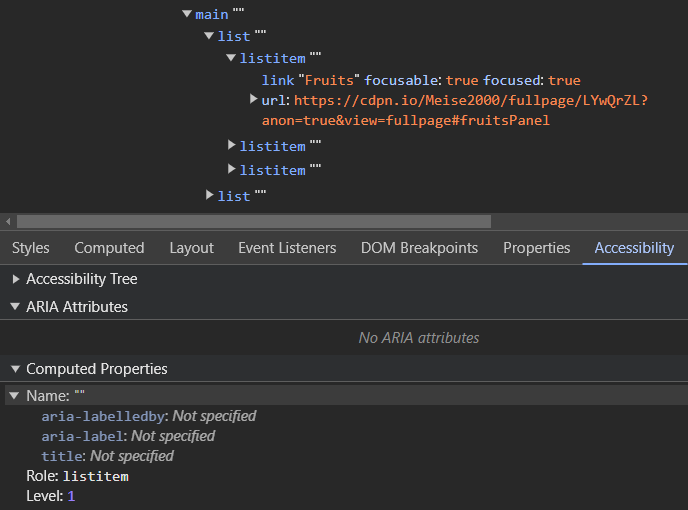 main ""
list ""
listitem ""
link "Fruits" focusable: true focused: true
url: https://cdpn.io/Meise2000/fullpage/LYwQrZL?
anon=true&view=fullpage#fruitsPanel
listitem ""
listitem ""
list ""
Styles Computed Layout Event Listeners DOM Breakpoints Properties Accessibility
Accessibility Tree
ARIA Attributes
No ARIA attributes
Computed Properties
Name: ""
aria-labelledby: Not specified
aria-label: Not specified
title: Not specified
Role: listitem
Level: 1